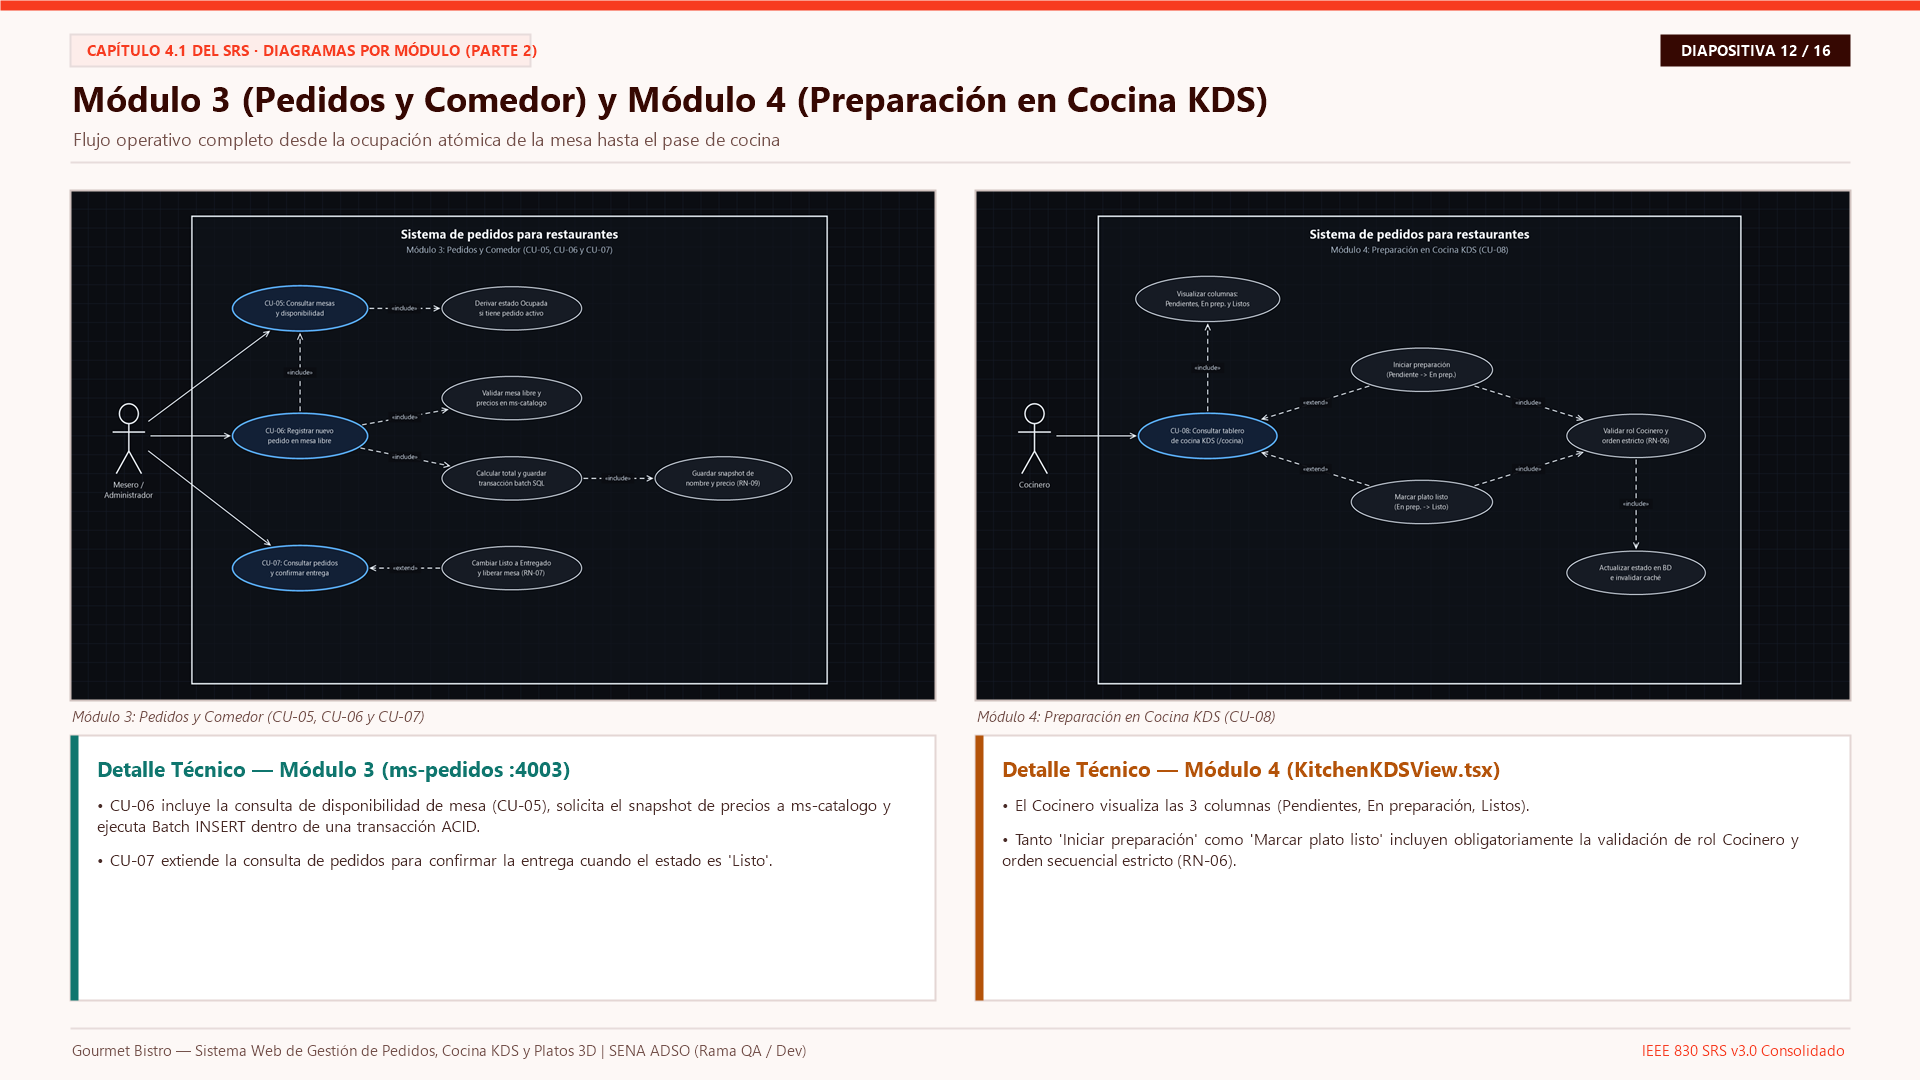 CAPÍTULO 4.1 DEL SRS · DIAGRAMAS POR MÓDULO (PARTE 2)
DIAPOSITIVA 12 / 16
Módulo 3 (Pedidos y Comedor) y Módulo 4 (Preparación en Cocina KDS)
Flujo operativo completo desde la ocupación atómica de la mesa hasta el pase de cocina
Sistema de pedidos para restaurantes
Módulo 3: Pedidos y Comedor (CU-05, CU-06 y CU-07)
CU-05: Consultar mesas
y disponibilidad
«include»
Derivar estado Ocupada
si tiene pedido activo
«include»
Validar mesa libre y
precios en ms-catalogo
«include»
CU-06: Registrar nuevo
pedido en mesa libre
«include»
Calcular total y guardar
transacción batch SQL
«include»
Guardar snapshot de
nombre y precio (RN-09)
Mesero /
Administrador
CU-07: Consultar pedidos
y confirmar entrega
«extend»
Cambiar Listo a Entregado
y liberar mesa (RN-07)
Módulo 3: Pedidos y Comedor (CU-05, CU-06 y CU-07)
Sistema de pedidos para restaurantes
Módulo 4: Preparación en Cocina KDS (CU-08)
Visualizar columnas:
Pendientes, En prep. y Listos
«include»
Iniciar preparación
(Pendiente -> En prep.)
«extend»
«include»
CU-08: Consultar tablero
de cocina KDS (/cocina)
Validar rol Cocinero y
orden estricto (RN-06)
«extend»
«include»
Cocinero
Marcar plato listo
(En prep. -> Listo)
«include»
Actualizar estado en BD
e invalidar caché
Módulo 4: Preparación en Cocina KDS (CU-08)
Detalle Técnico — Módulo 3 (ms-pedidos :4003)
• CU-06 incluye la consulta de disponibilidad de mesa (CU-05), solicita el snapshot de precios a ms-catalogo y
ejecuta Batch INSERT dentro de una transacción ACID.
• CU-07 extiende la consulta de pedidos para confirmar la entrega cuando el estado es 'Listo'.
Detalle Técnico — Módulo 4 (KitchenKDSView.tsx)
• El Cocinero visualiza las 3 columnas (Pendientes, En preparación, Listos).
• Tanto 'Iniciar preparación' como 'Marcar plato listo' incluyen obligatoriamente la validación de rol Cocinero y
orden secuencial estricto (RN-06).
Gourmet Bistro — Sistema Web de Gestión de Pedidos, Cocina KDS y Platos 3D | SENA ADSO (Rama QA / Dev)
IEEE 830 SRS v3.0 Consolidado